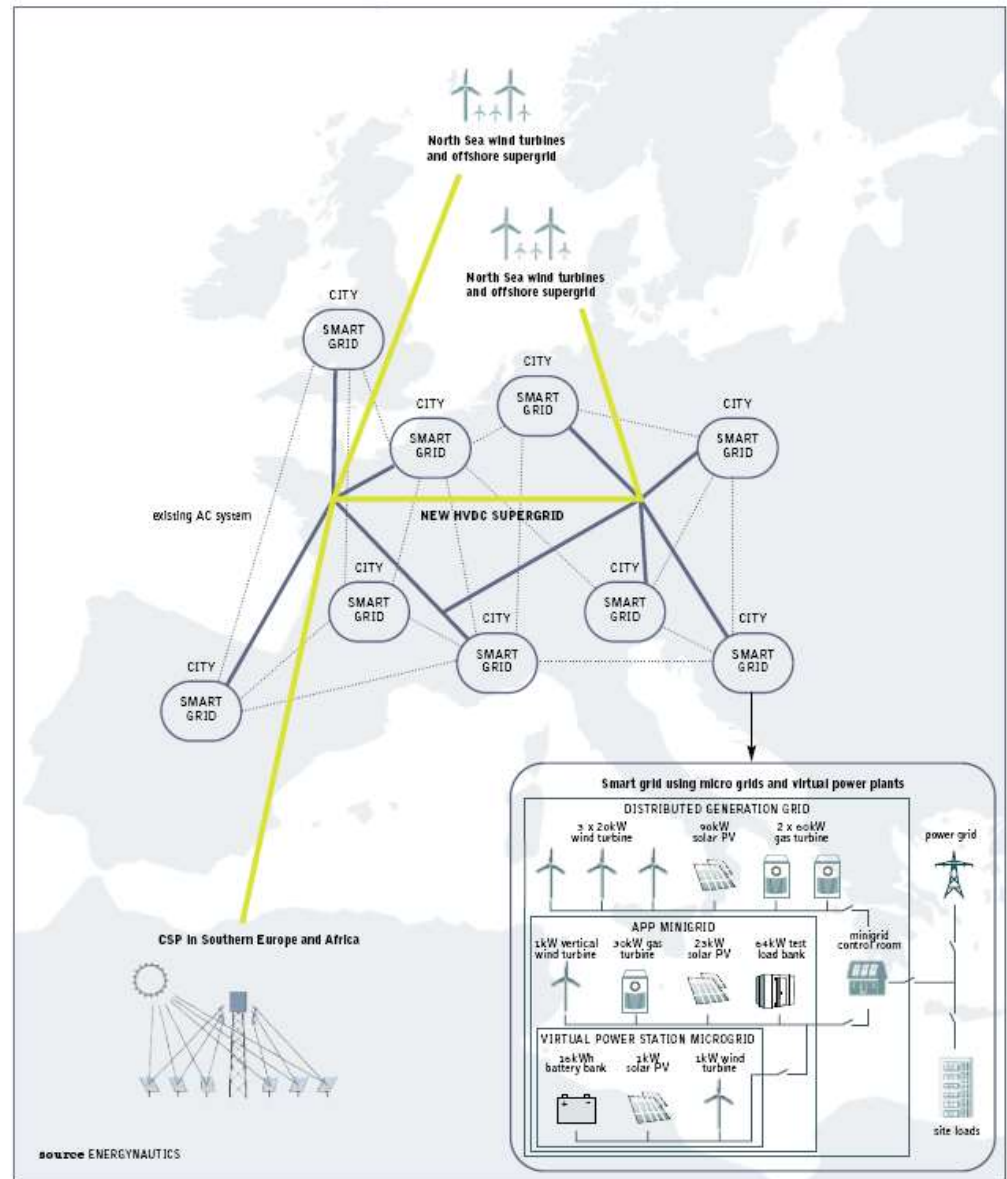 North Sea wind turbines
and offshore supergrid
North Sea wind turbines
and offshore supergrid
CITY
SMART
GRID
CITY
SMART
GRID
CITY
SMART
GRID
CITY
SMART
GRID
existing AC system
NEW HVDC SUPERGRID
CITY
SMART
GRID
CITY
SMART
GRID
CITY
SMART
GRID
CITY
SMART
GRID
CITY
SMART
GRID
Smart grid using micro grids and virtual power plants
DISTRIBUTED GENERATION GRID
3 x 20kW
wind turbine
90kW
solar PV
2 x 60kW
gas turbine
power grid
CSP in Southern Europe and Africa
APP MINIGRID
1kW vertical
wind turbine
30kW gas
turbine
23kW
solar PV
64kW test
load bank
minigrid
control room
VIRTUAL POWER STATION MICROGRID
16kWh
battery bank
1kW
solar PV
1kW wind
turbine
site loads
source ENERGYNAUTICS